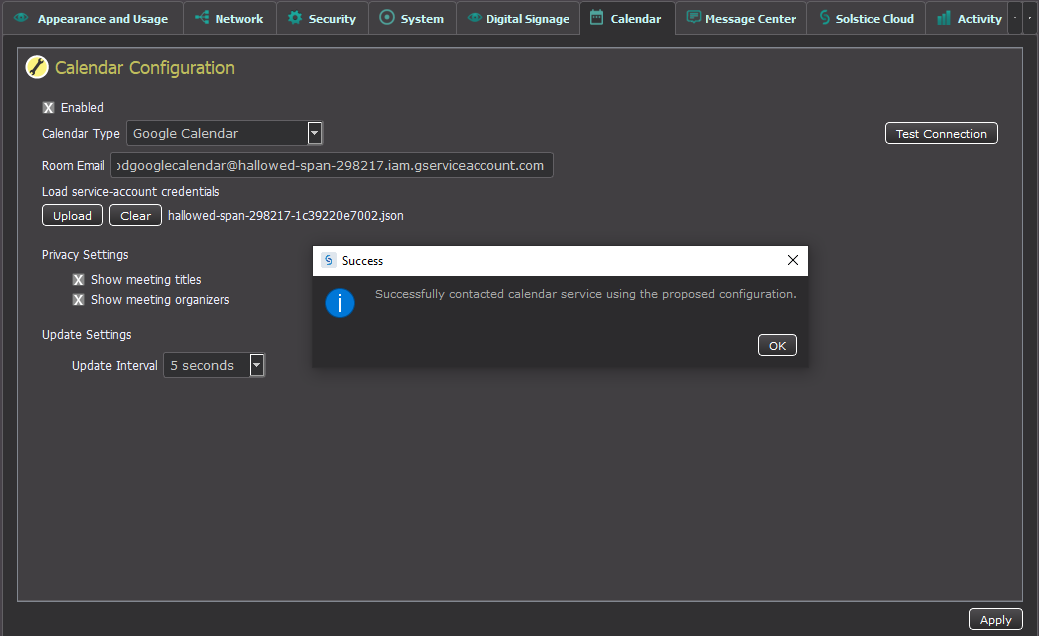 Appearance and Usage Network Security System Digital Signage Calendar Message Center Solstice Cloud Activity
Calendar Configuration
X Enabled
Calendar Type Google Calendar
Test Connection
Room Email odgooglecalendar@hallowed-span-298217.iam.gserviceaccount.com
Load service-account credentials
Upload Clear hallowed-span-298217-1c39220e7002.json
Privacy Settings
X Show meeting titles
X Show meeting organizers
Update Settings
Update Interval 5 seconds
Success
Successfully contacted calendar service using the proposed configuration.
OK
Apply